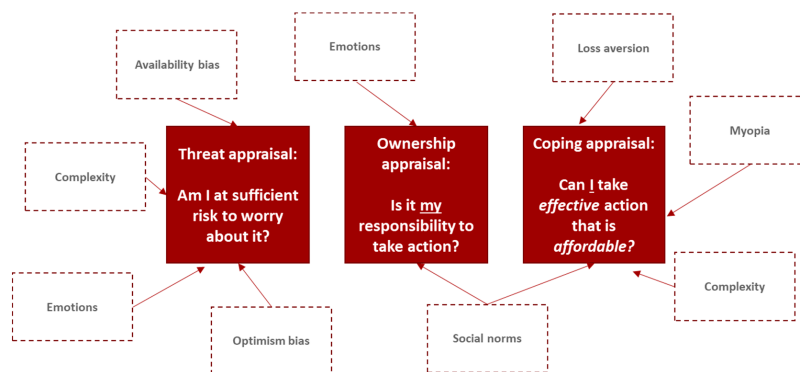 Emotions
Loss aversion
Availability bias
Myopia
Complexity
Threat appraisal:
Am I at sufficient
risk to worry
about it?
Ownership
appraisal:
Is it my
responsibility to
take action?
Coping appraisal:
Can I take
effective action
that is
affordable?
Emotions
Optimism bias
Social norms
Complexity